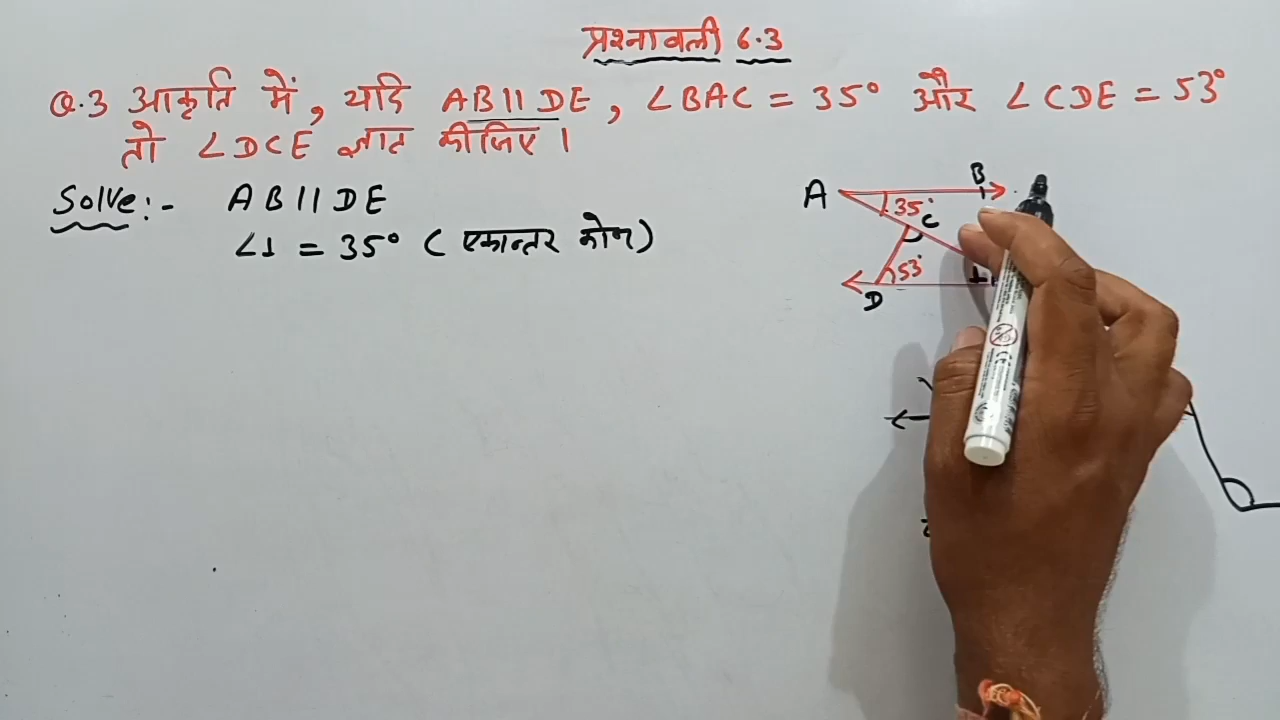 प्रश्नावली 6.3
Q.3 आकृति में, यदि AB || DE, ∠BAC = 35° और ∠CDE = 53°
तो ∠DCE ज्ञात कीजिए ।
Solve:- AB || DE
∠1 = 35° (एकान्तर कोण)
A
B
35°
C
53°
1
D